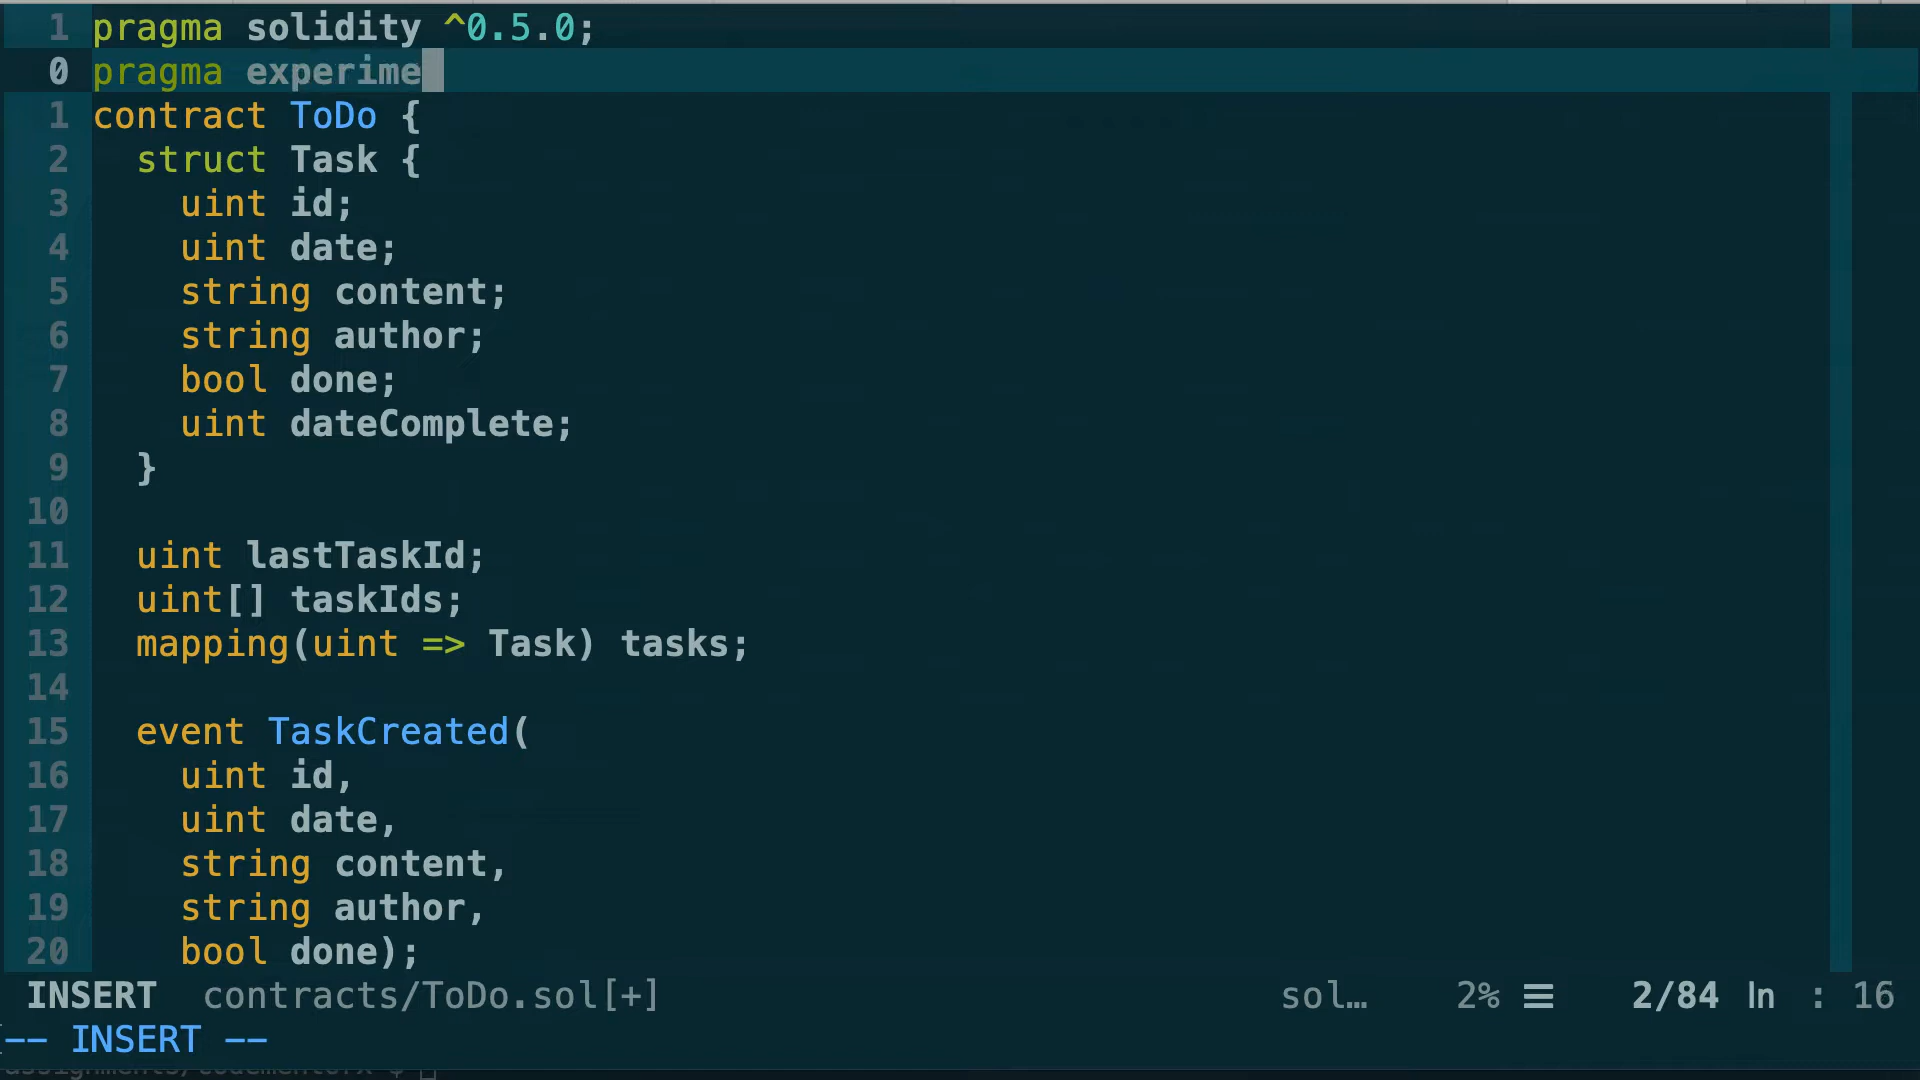 1 pragma solidity ^0.5.0;
0 pragma experime
1 contract ToDo {
2 struct Task {
3 uint id;
4 uint date;
5 string content;
6 string author;
7 bool done;
8 uint dateComplete;
9 }
10
11 uint lastTaskId;
12 uint[] taskIds;
13 mapping(uint => Task) tasks;
14
15 event TaskCreated(
16 uint id,
17 uint date,
18 string content,
19 string author,
20 bool done);
INSERT contracts/ToDo.sol[+] sol… 2% ☰ 2/84 ln : 16
-- INSERT --